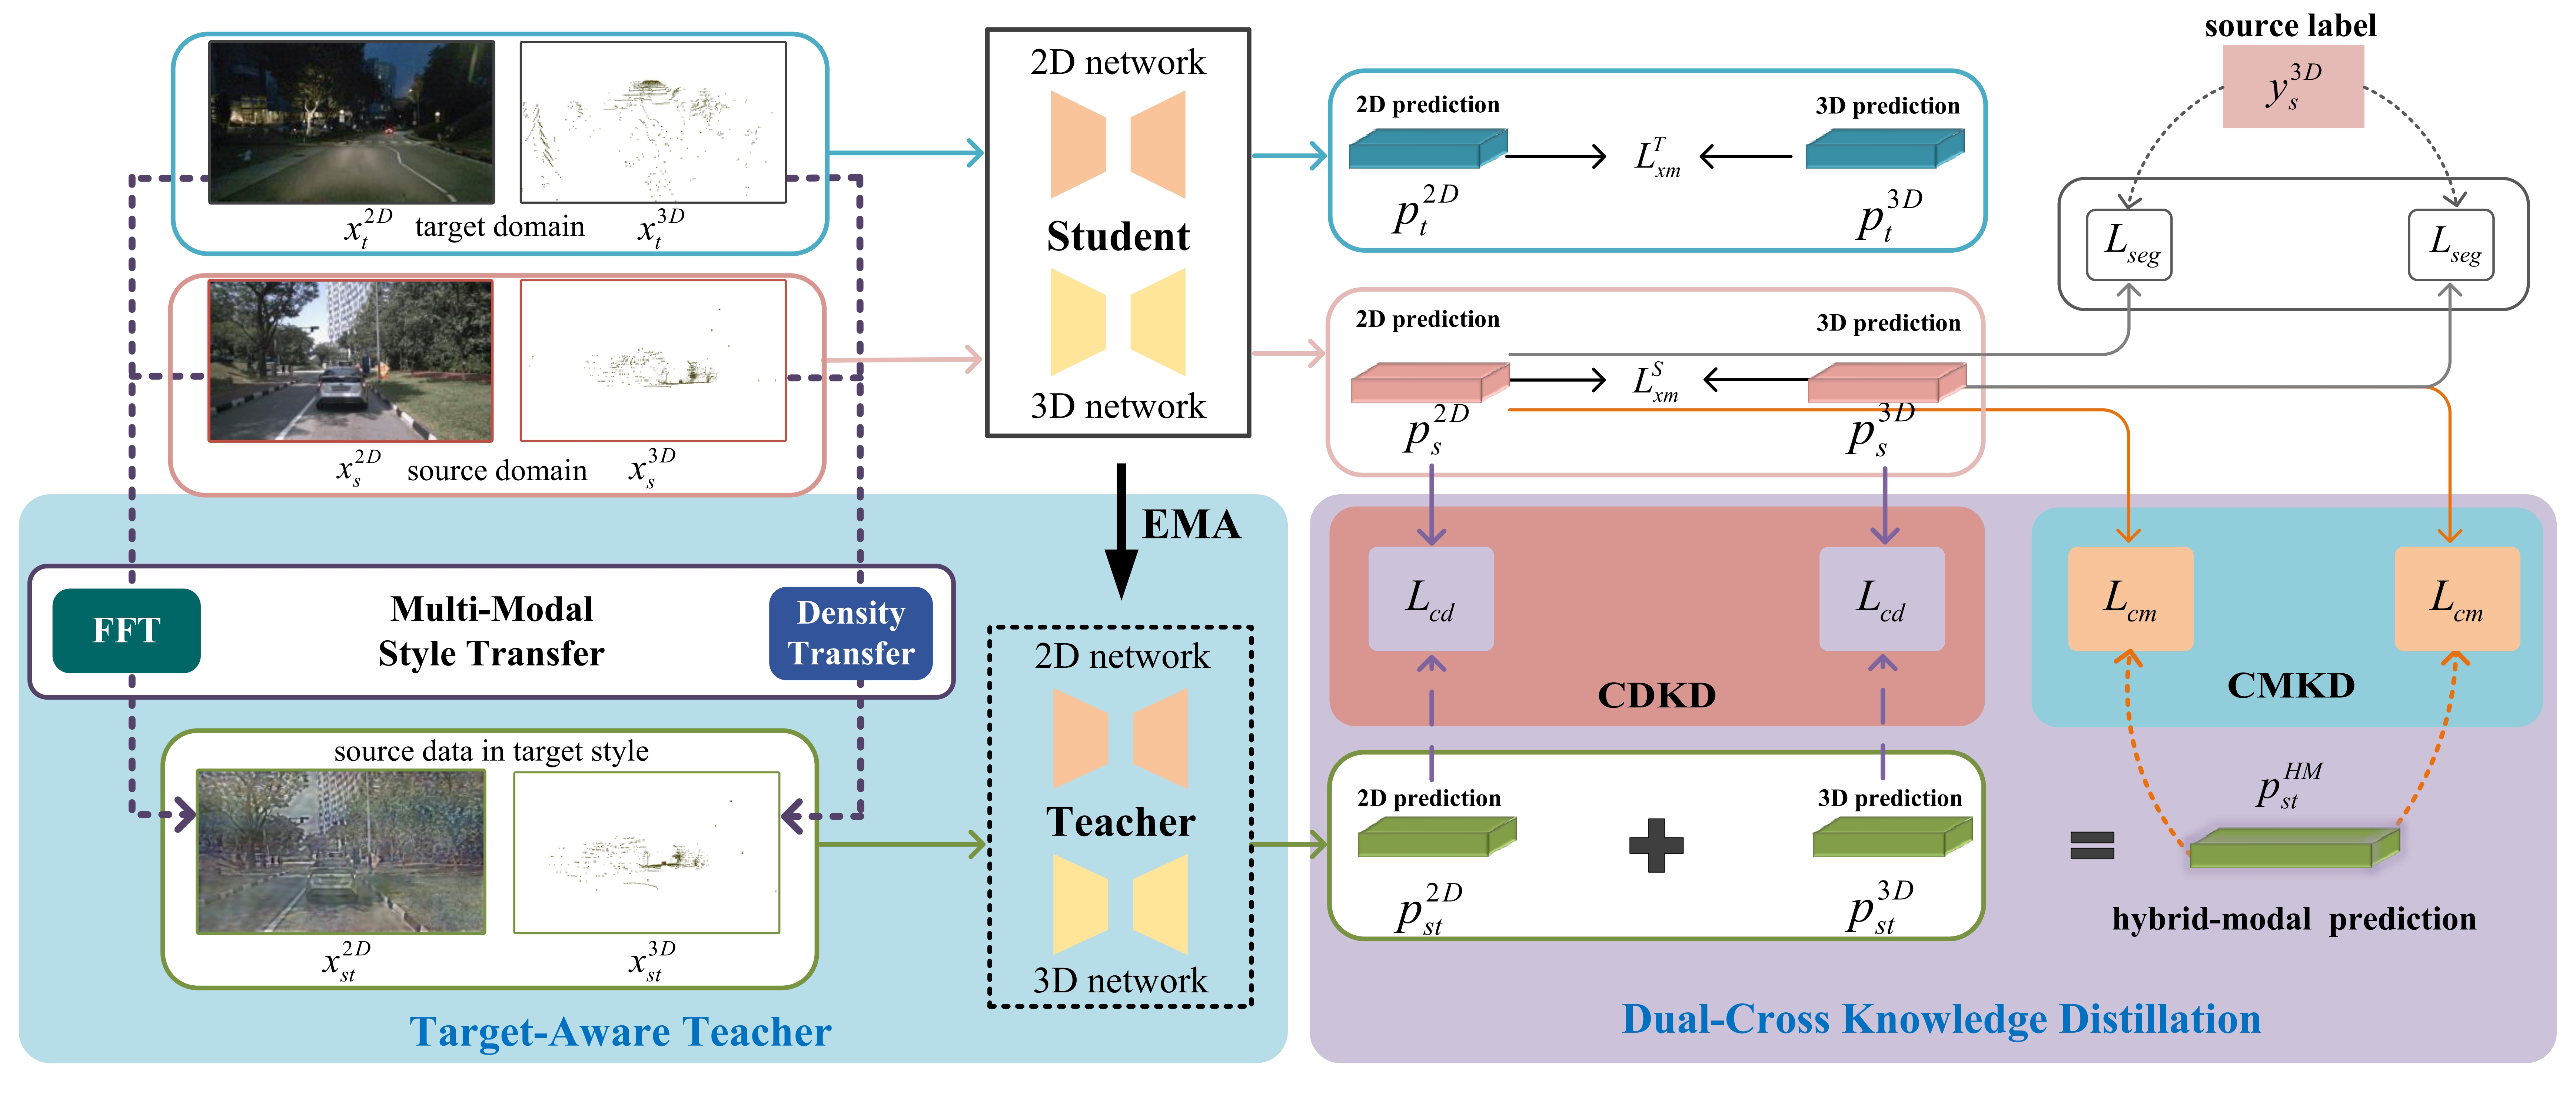 x_t^{2D} target domain x_t^{3D}
x_s^{2D} source domain x_s^{3D}
2D network
Student
3D network
2D prediction
3D prediction
L_{xm}^T
p_t^{2D}
p_t^{3D}
source label
y_s^{3D}
L_{seg}
L_{seg}
2D prediction
3D prediction
L_{xm}^S
p_s^{2D}
p_s^{3D}
EMA
FFT
Multi-Modal
Style Transfer
Density
Transfer
source data in target style
x_{st}^{2D}
x_{st}^{3D}
2D network
Teacher
3D network
Target-Aware Teacher
L_{cd}
L_{cd}
CDKD
L_{cm}
L_{cm}
CMKD
2D prediction
3D prediction
p_{st}^{2D}
+
p_{st}^{3D}
=
p_{st}^{HM}
hybrid-modal prediction
Dual-Cross Knowledge Distillation